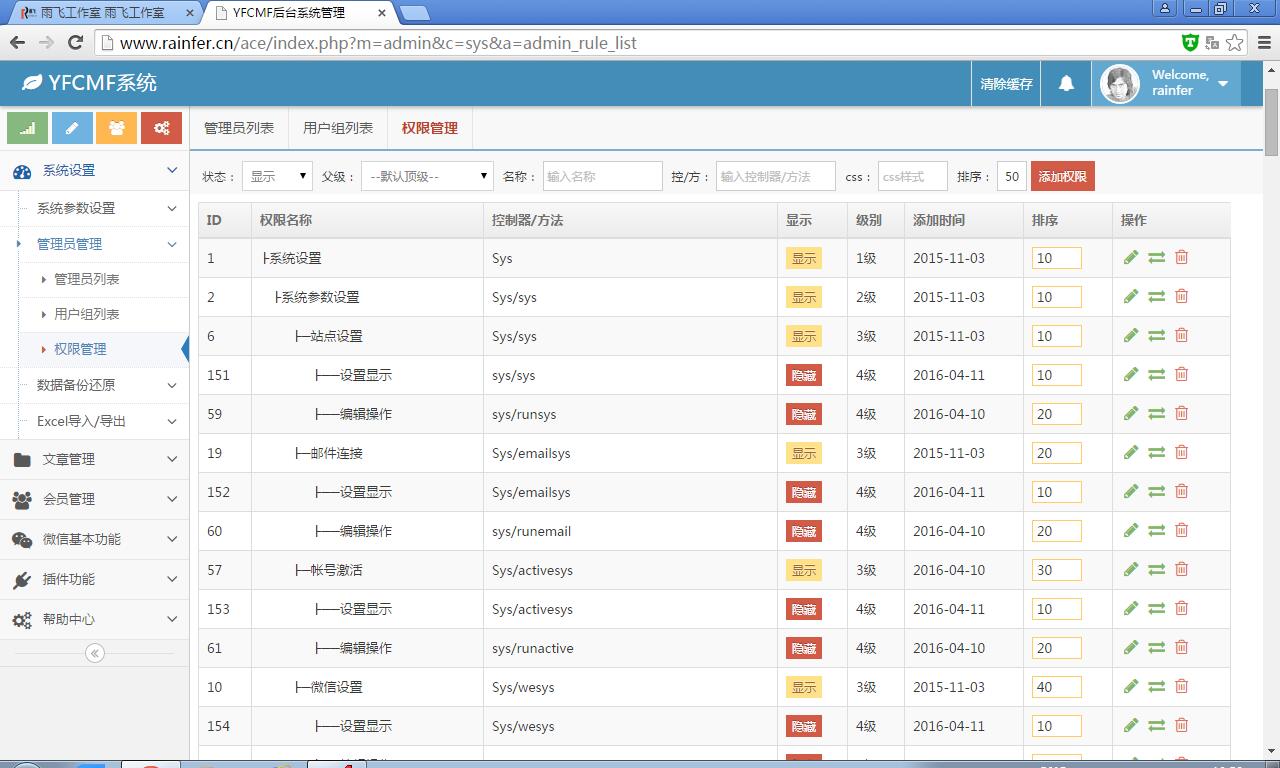 雨飞工作室 雨飞工作室
YFCMF后台系统管理
www.rainfer.cn/ace/index.php?m=admin&c=sys&a=admin_rule_list
YFCMF系统
清除缓存
Welcome,
rainfer
管理员列表 用户组列表 权限管理
系统设置
系统参数设置
管理员管理
管理员列表
用户组列表
权限管理
数据备份还原
Excel导入/导出
文章管理
会员管理
微信基本功能
插件功能
帮助中心
状态： 显示 父级： --默认顶级-- 名称： 输入名称 控/方： 输入控制器/方法 css： css样式 排序： 50 添加权限
ID 权限名称 控制器/方法 显示 级别 添加时间 排序 操作
1 ├系统设置 Sys 显示 1级 2015-11-03 10
2 ├系统参数设置 Sys/sys 显示 2级 2015-11-03 10
6 ├─站点设置 Sys/sys 显示 3级 2015-11-03 10
151 ├──设置显示 sys/sys 隐藏 4级 2016-04-11 10
59 ├──编辑操作 sys/runsys 隐藏 4级 2016-04-10 20
19 ├─邮件连接 Sys/emailsys 显示 3级 2015-11-03 20
152 ├──设置显示 Sys/emailsys 隐藏 4级 2016-04-11 10
60 ├──编辑操作 sys/runemail 隐藏 4级 2016-04-10 20
57 ├─帐号激活 Sys/activesys 显示 3级 2016-04-10 30
153 ├──设置显示 Sys/activesys 隐藏 4级 2016-04-11 10
61 ├──编辑操作 sys/runactive 隐藏 4级 2016-04-10 20
10 ├─微信设置 Sys/wesys 显示 3级 2015-11-03 40
154 ├──设置显示 Sys/wesys 隐藏 4级 2016-04-11 10